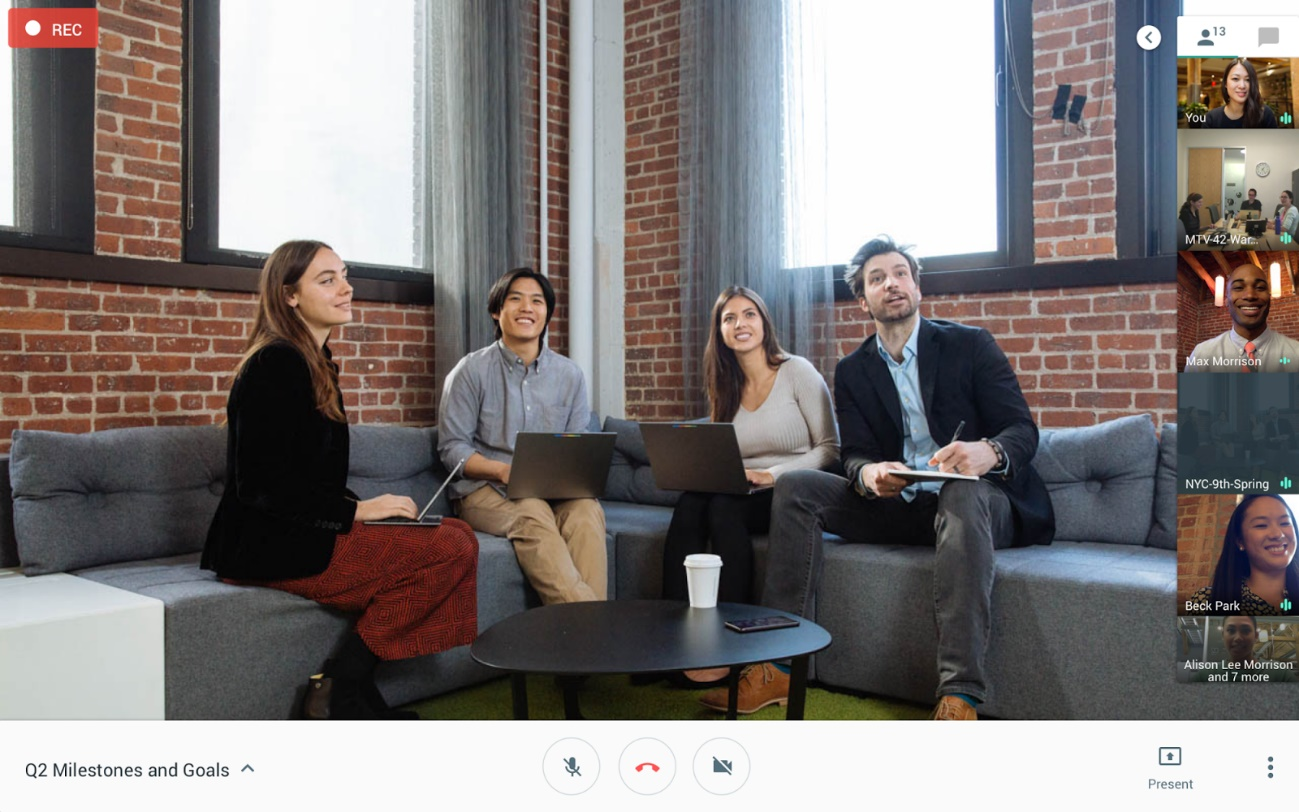 REC
13
You
MTV-42-War...
Max Morrison
NYC-9th-Spring
Beck Park
Alison Lee Morrison
and 7 more
Q2 Milestones and Goals
Present